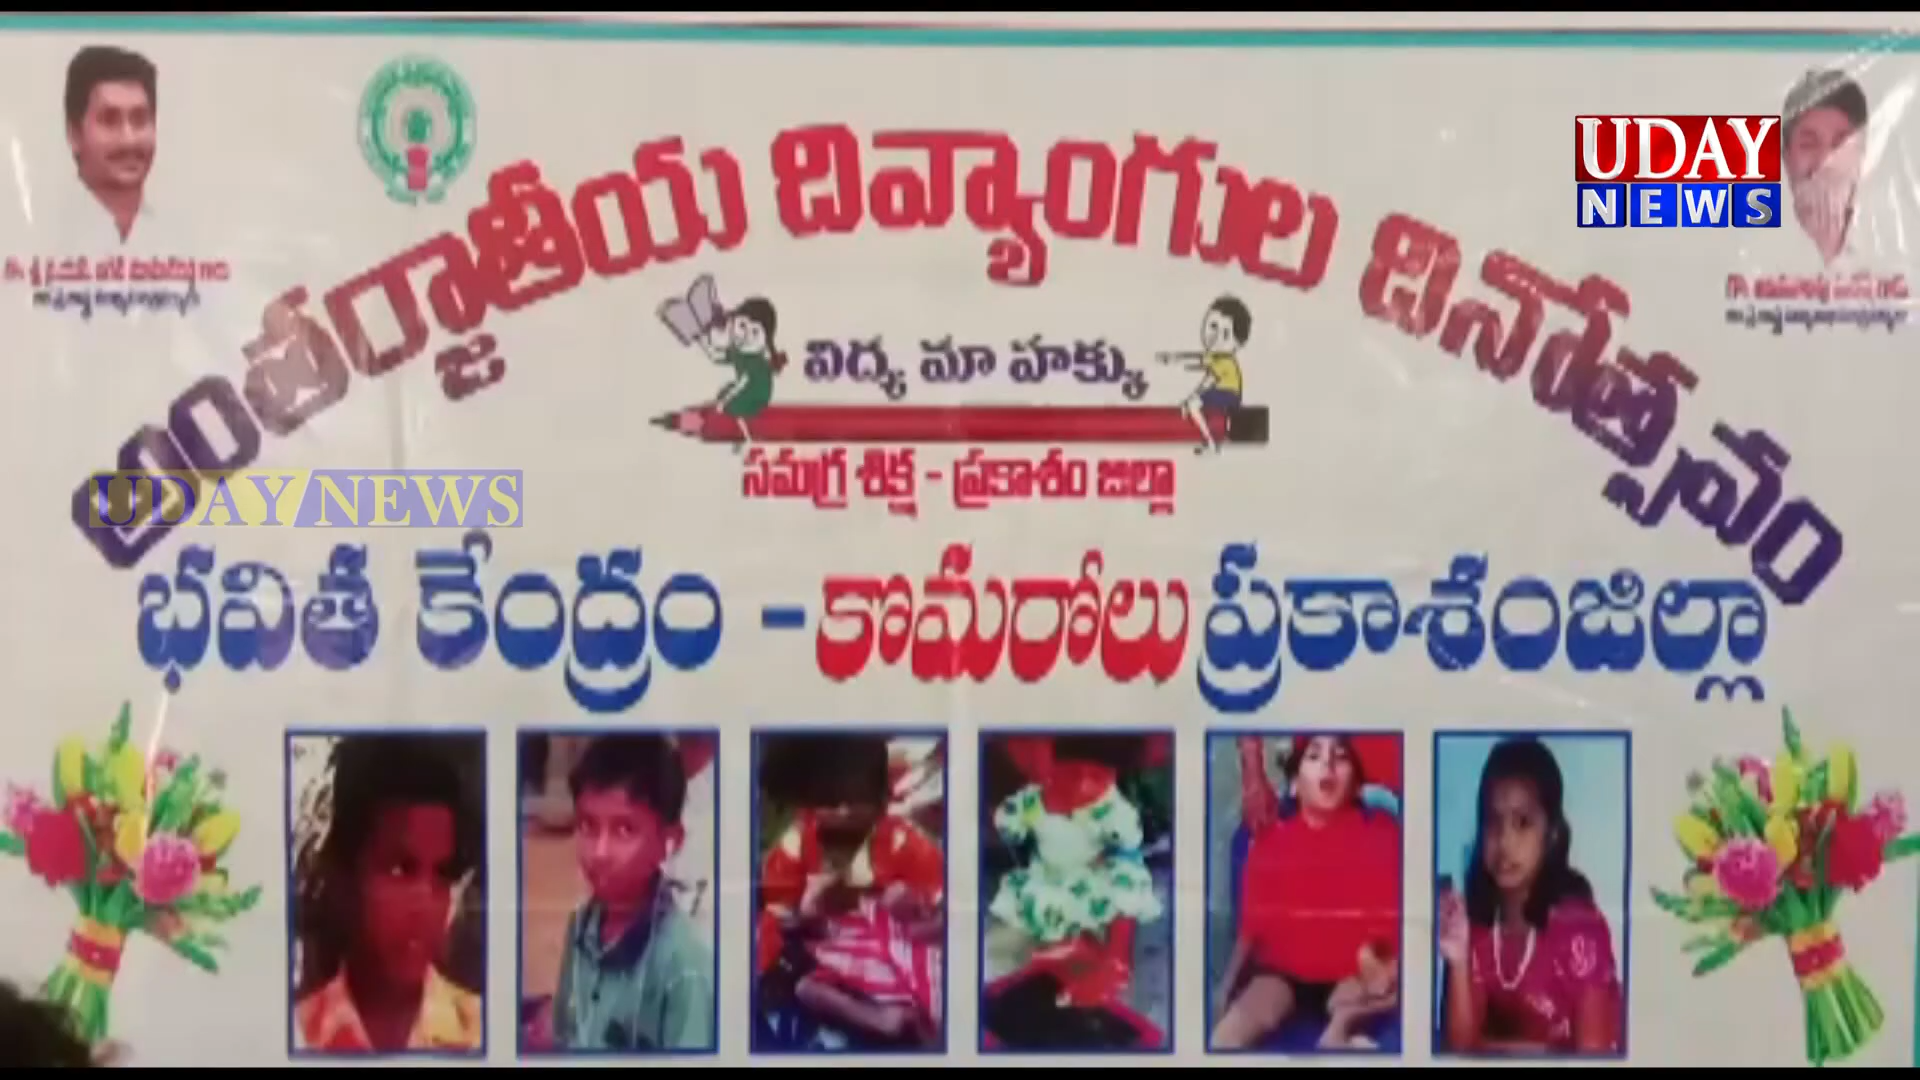 అంతర్జాతీయ దివ్యాంగుల దినోత్సవం
UDAY
NEWS
విద్య మా హక్కు
సమగ్ర శిక్ష - ప్రకాశం జిల్లా
UDAY NEWS
భవిత కేంద్రం - కొమరోలు ప్రకాశంజిల్లా